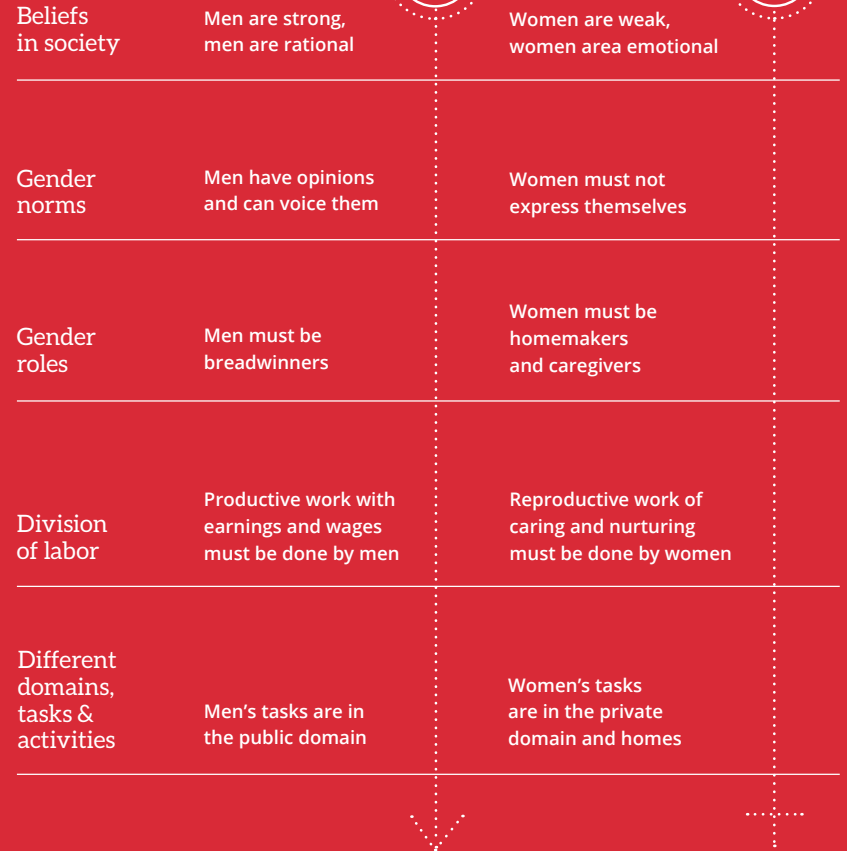 Beliefs
in society
Men are strong,
men are rational
Women are weak,
women area emotional
Gender
norms
Men have opinions
and can voice them
Women must not
express themselves
Gender
roles
Men must be
breadwinners
Women must be
homemakers
and caregivers
Division
of labor
Productive work with
earnings and wages
must be done by men
Reproductive work of
caring and nurturing
must be done by women
Different
domains,
tasks &
activities
Men’s tasks are in
the public domain
Women’s tasks
are in the private
domain and homes